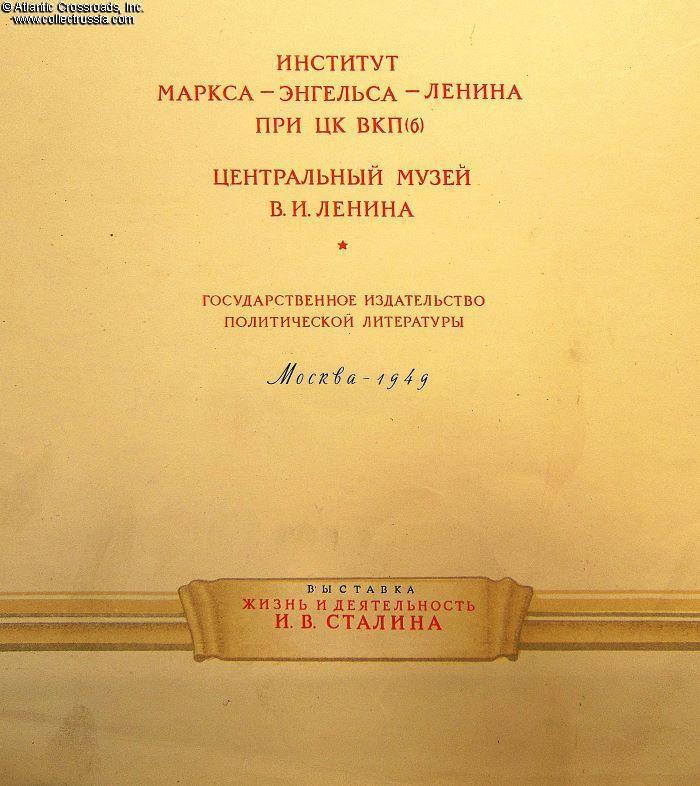 © Atlantic Crossroads, Inc.
www.collectrussia.com
ИНСТИТУТ
МАРКСА – ЭНГЕЛЬСА – ЛЕНИНА
ПРИ ЦК ВКП(б)
ЦЕНТРАЛЬНЫЙ МУЗЕЙ
В. И. ЛЕНИНА
ГОСУДАРСТВЕННОЕ ИЗДАТЕЛЬСТВО
ПОЛИТИЧЕСКОЙ ЛИТЕРАТУРЫ
Москва – 1949
ВЫСТАВКА
ЖИЗНЬ И ДЕЯТЕЛЬНОСТЬ
И. В. СТАЛИНА